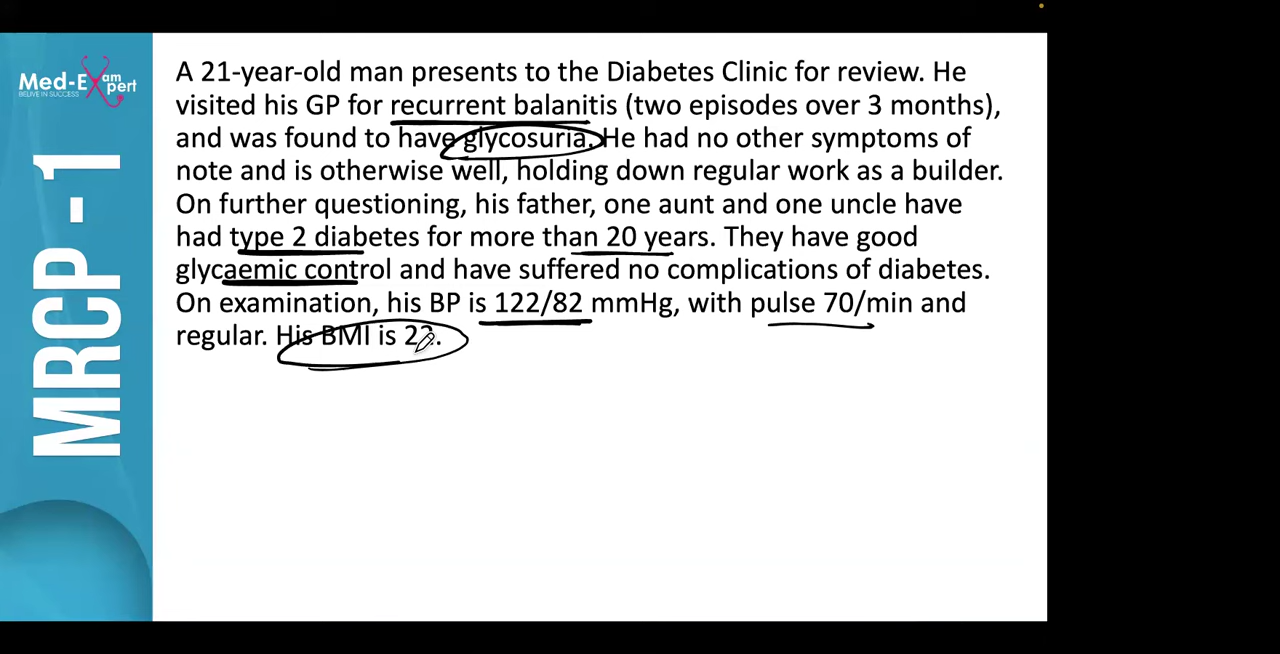 Med-Exam Expert
BELIVE IN SUCCESS
MRCP -1
A 21-year-old man presents to the Diabetes Clinic for review. He
visited his GP for recurrent balanitis (two episodes over 3 months),
and was found to have glycosuria. He had no other symptoms of
note and is otherwise well, holding down regular work as a builder.
On further questioning, his father, one aunt and one uncle have
had type 2 diabetes for more than 20 years. They have good
glycaemic control and have suffered no complications of diabetes.
On examination, his BP is 122/82 mmHg, with pulse 70/min and
regular. His BMI is